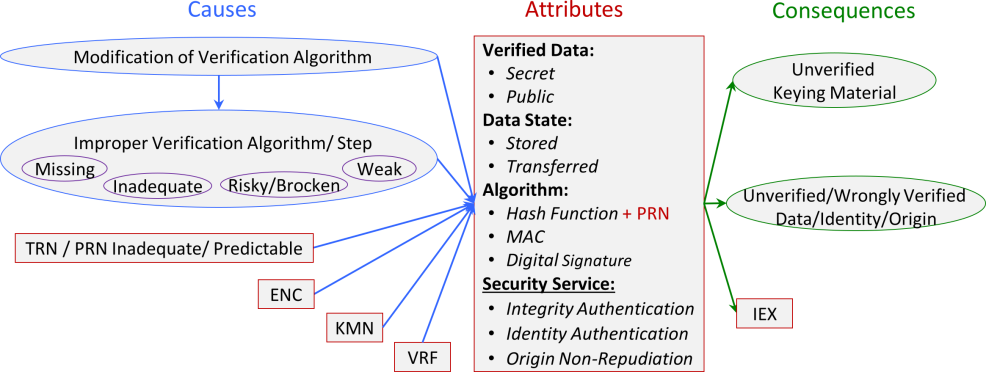 Causes
Attributes
Consequences
Modification of Verification Algorithm
Improper Verification Algorithm/ Step
Missing
Inadequate
Risky/Brocken
Weak
TRN / PRN Inadequate/ Predictable
ENC
KMN
VRF
Verified Data:
• Secret
• Public
Data State:
• Stored
• Transferred
Algorithm:
• Hash Function + PRN
• MAC
• Digital Signature
Security Service:
• Integrity Authentication
• Identity Authentication
• Origin Non-Repudiation
Unverified
Keying Material
Unverified/Wrongly Verified
Data/Identity/Origin
IEX